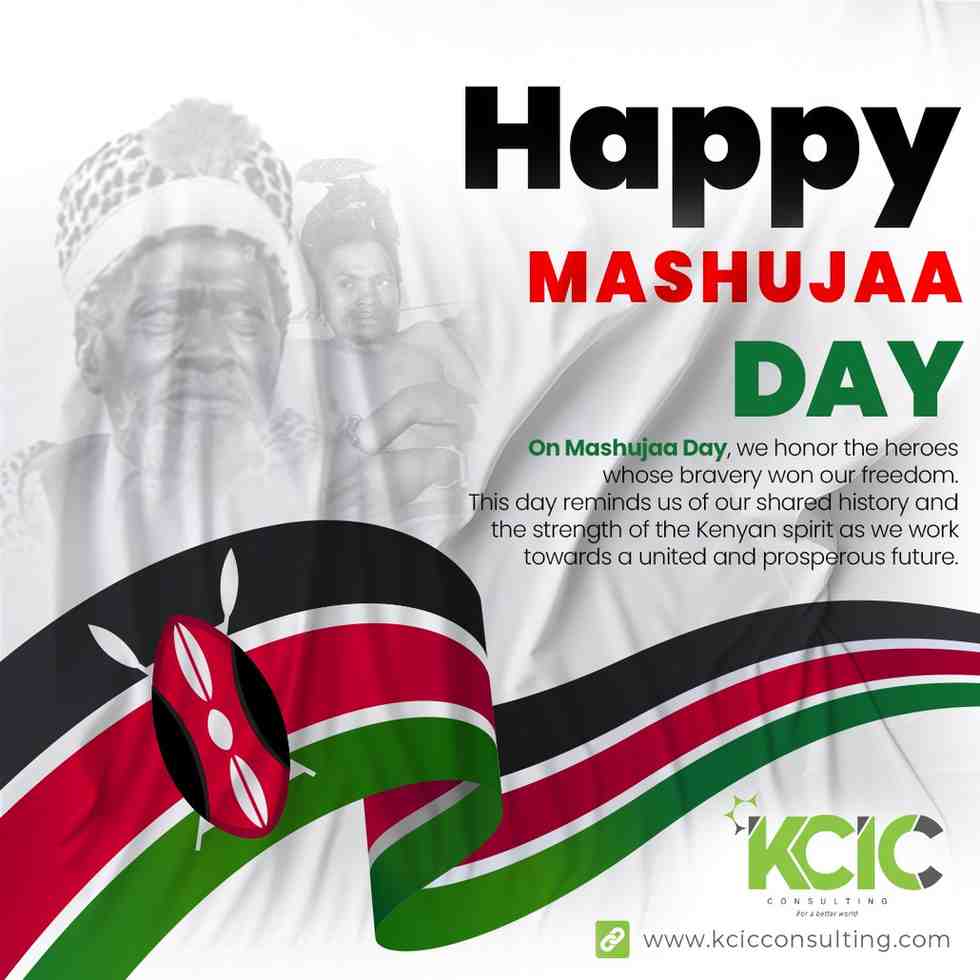 Happy
MASHUJAA
DAY
On Mashujaa Day, we honor the heroes
whose bravery won our freedom.
This day reminds us of our shared history and
the strength of the Kenyan spirit as we work
towards a united and prosperous future.
KCIC
CONSULTING
For a better world
www.kcicconsulting.com